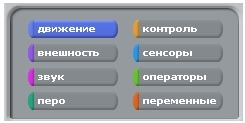 движение контроль
внешность сенсоры
звук операторы
перо переменные